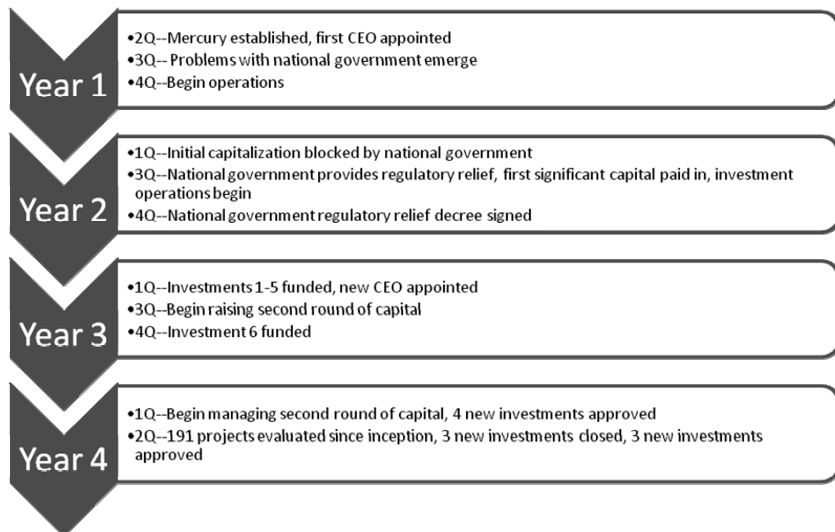 Year 1
•2Q--Mercury established, first CEO appointed
•3Q-- Problems with national government emerge
•4Q--Begin operations
Year 2
•1Q--Initial capitalization blocked by national government
•3Q--National government provides regulatory relief, first significant capital paid in, investment
operations begin
•4Q--National government regulatory relief decree signed
Year 3
•1Q--Investments 1-5 funded, new CEO appointed
•3Q--Begin raising second round of capital
•4Q--Investment 6 funded
Year 4
•1Q--Begin managing second round of capital, 4 new investments approved
•2Q--191 projects evaluated since inception, 3 new investments closed, 3 new investments
approved